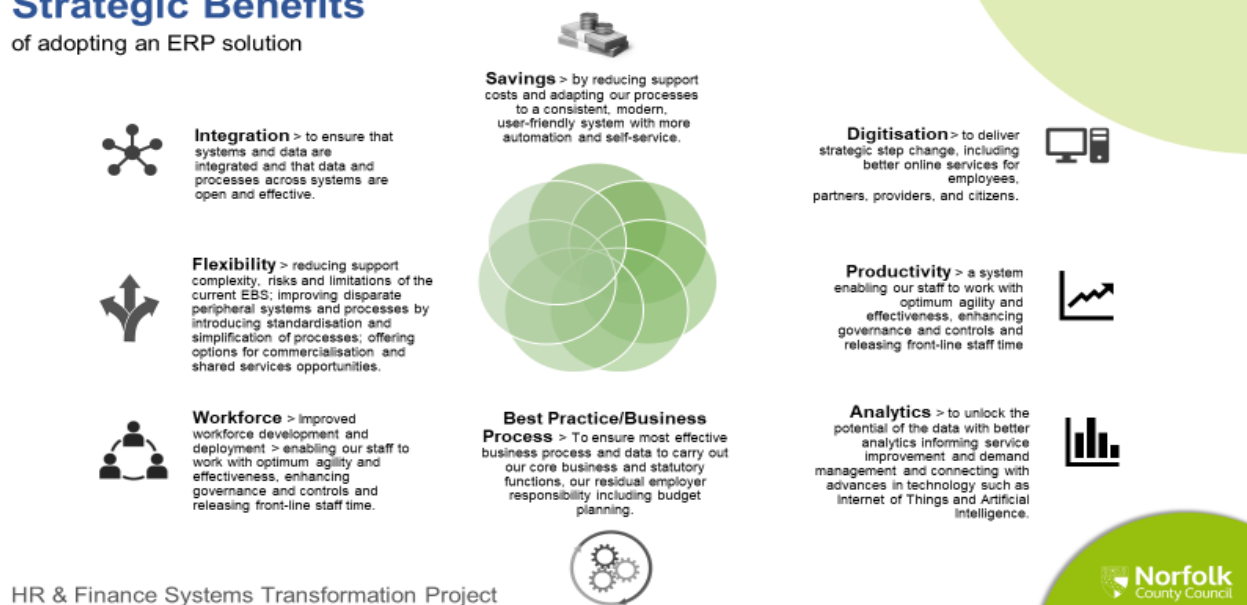 Strategic Benefits
of adopting an ERP solution
Savings > by reducing support
costs and adapting our processes
to a consistent, modern,
user-friendly system with more
automation and self-service.
Integration > to ensure that
systems and data are
integrated and that data and
processes across systems are
open and effective.
Digitisation > to deliver
strategic step change, including
better online services for
employees,
partners, providers, and citizens.
Flexibility > reducing support
complexity, risks and limitations of the
current EBS; improving disparate
peripheral systems and processes by
introducing standardisation and
simplification of processes; offering
options for commercialisation and
shared services opportunities.
Productivity > a system
enabling our staff to work with
optimum agility and
effectiveness, enhancing
governance and controls and
releasing front-line staff time
Workforce > Improved
workforce development and
deployment > enabling our staff to
work with optimum agility and
effectiveness, enhancing
governance and controls and
releasing front-line staff time.
Best Practice/Business
Process > To ensure most effective
business process and data to carry out
our core business and statutory
functions, our residual employer
responsibility including budget
planning.
Analytics > to unlock the
potential of the data with better
analytics informing service
improvement and demand
management and connecting with
advances in technology such as
Internet of Things and Artificial
Intelligence.
HR & Finance Systems Transformation Project
Norfolk
County Council